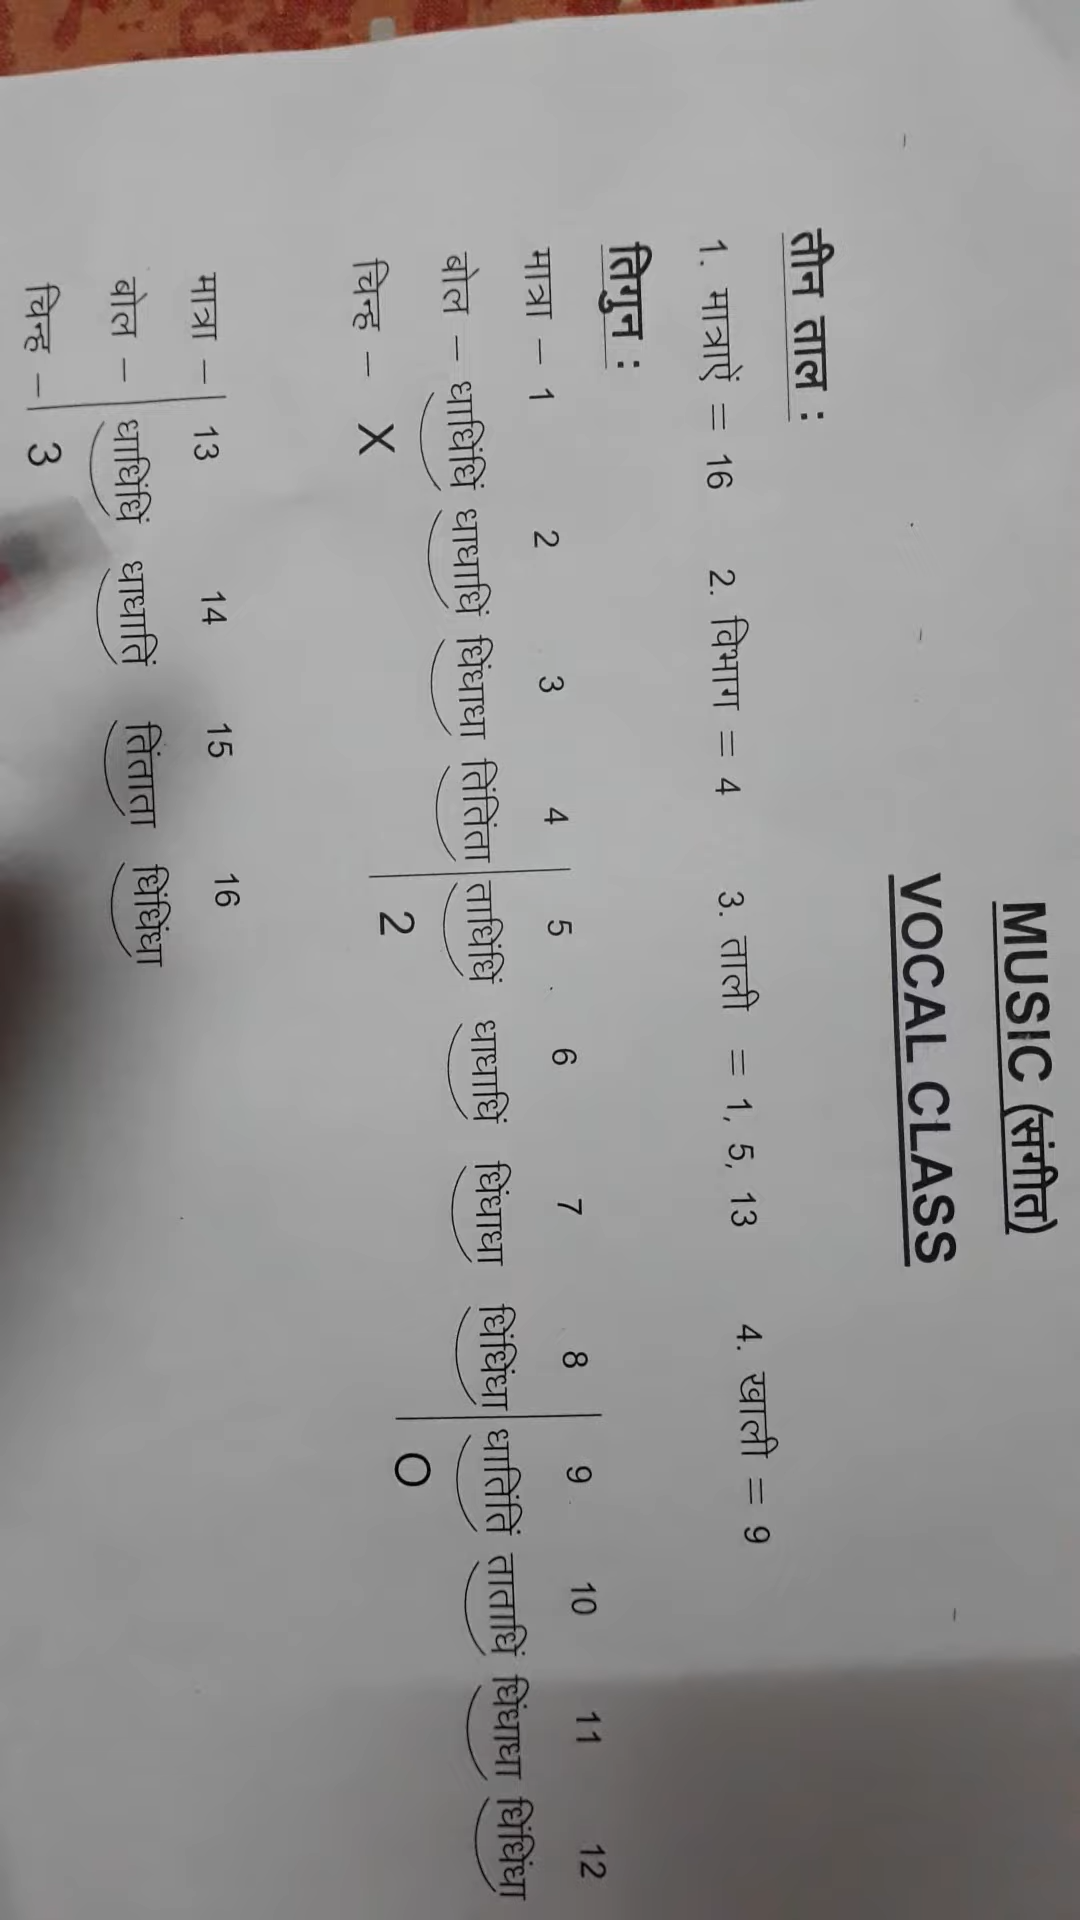 MUSIC (संगीत)
VOCAL CLASS
तीन ताल :
1. मात्राऐं = 16 2. विभाग = 4 3. ताली = 1, 5, 13 4. खाली = 9
तिगुन :
मात्रा – 1 2 3 4 | 5 6 7 8 | 9 10 11 12
बोल – धाधिंधिं धाधाधिं धिंधाधा तिंतिंता | ताधिंधिं धाधाधिं धिंधाधा धिंधिंधा | धातिंतिं ताताधिं धिंधाधा धिंधिंधा
चिन्ह – X | 2 | O
मात्रा – | 13 14 15 16
बोल – | धाधिंधिं धाधातिं तिंताता धिंधिंधा
चिन्ह – | 3